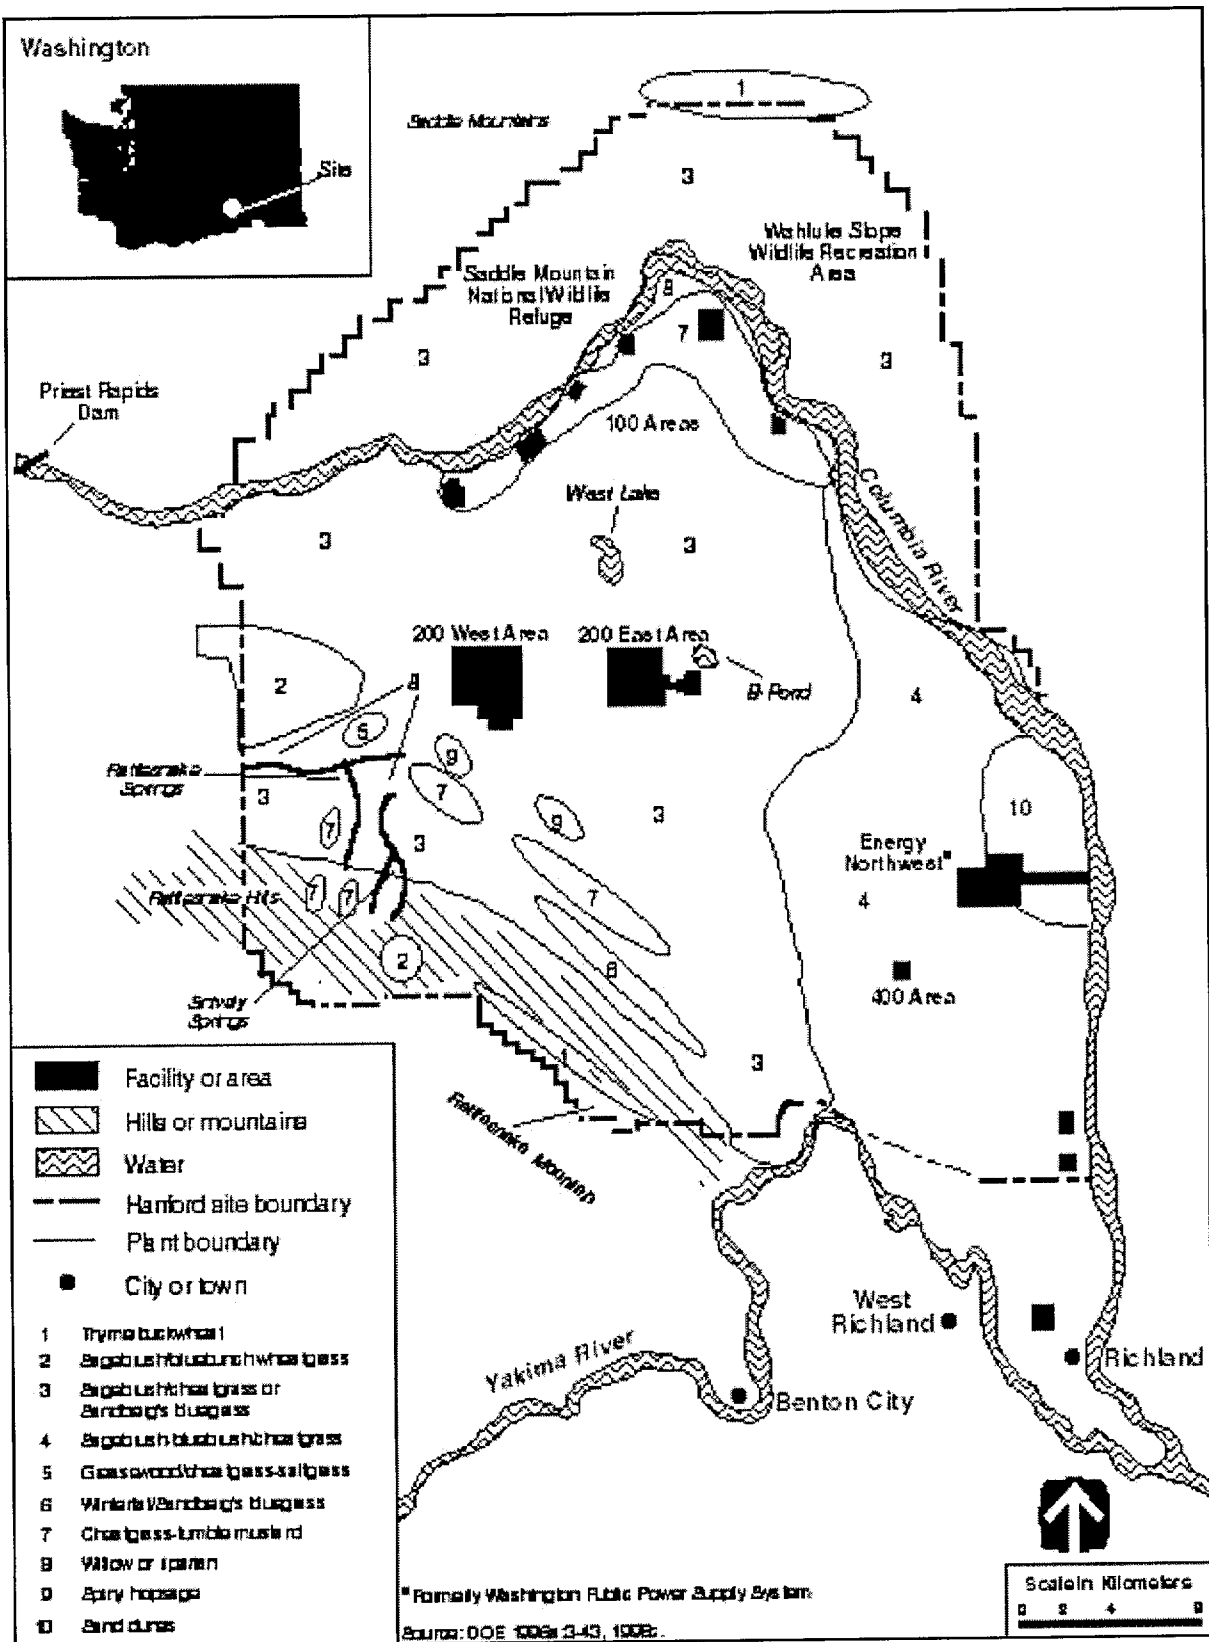 Washington
Site
Saddle Mountains
1
3
Wahluke Slope
Wildlife Recreation
Area
Saddle Mountain
National Wildlife
Refuge
8
7
3
3
Priest Rapids
Dam
100 Areas
West Lake
Columbia River
3
3
200 West Area
200 East Area
B-Pond
2
8
4
5
9
Rattlesnake
Springs
3
7
10
9
3
7
3
Energy
Northwest*
7
7
7
4
Rattlesnake Hills
2
6
400 Area
Snively
Springs
1
3
Rattlesnake Mountain
Facility or area
Hills or mountains
Water
Hanford site boundary
Plant boundary
City or town
1 Thyme buckwheat
2 Sagebrush/bluebunch wheatgrass
3 Sagebrush/cheatgrass or
Sandberg's bluegrass
4 Sagebrush-bitterbrush/cheatgrass
5 Greasewood/cheatgrass-saltgrass
6 Winterfat/Sandberg's bluegrass
7 Cheatgrass-tumble mustard
8 Willow or riparian
9 Spiny hopsage
10 Sand dunes
West
Richland
Richland
Yakima River
Benton City
* Formerly Washington Public Power Supply System
Source: DOE 1996a:3-43, 1998c.
Scale in Kilometers
0 2 4 8